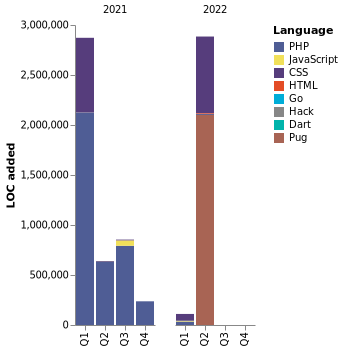 2021 2022
Language
PHP
JavaScript
CSS
HTML
Go
Hack
Dart
Pug
LOC added
3,000,000
2,500,000
2,000,000
1,500,000
1,000,000
500,000
0
Q1 Q2 Q3 Q4 Q1 Q2 Q3 Q4